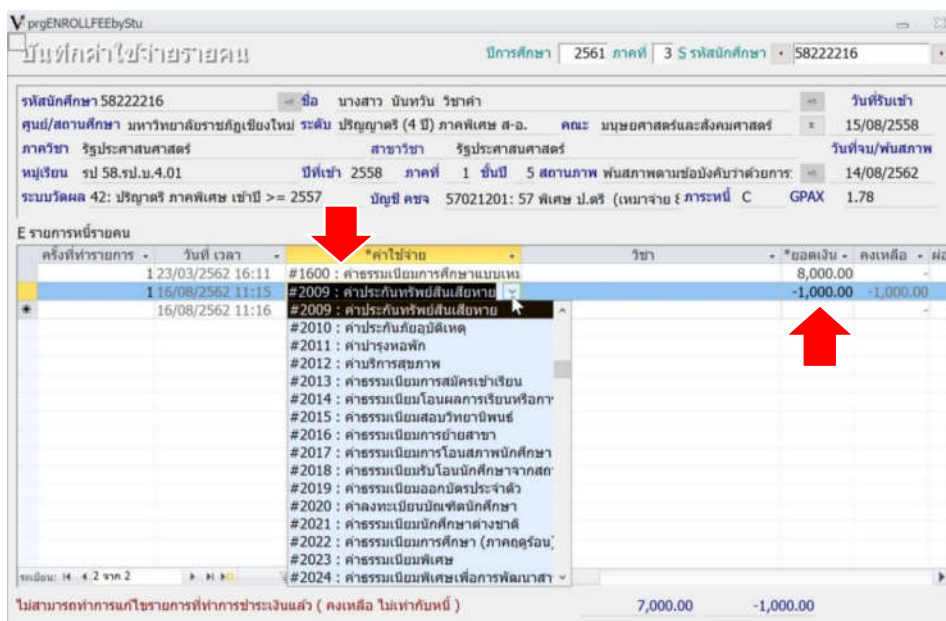 prgENROLLFEEbyStu
บันทึกค่าใช้จ่ายรายคน ปีการศึกษา 2561 ภาคที่ 3 S รหัสนักศึกษา 58222216
รหัสนักศึกษา 58222216 ชื่อ นางสาว นันทวัน วิชาคำ วันที่รับเข้า
ศูนย์/สถานศึกษา มหาวิทยาลัยราชภัฏเชียงใหม่ ระดับ ปริญญาตรี (4 ปี) ภาคพิเศษ ส-อ. คณะ มนุษยศาสตร์และสังคมศาสตร์ 15/08/2558
ภาควิชา รัฐประศาสนศาสตร์ สาขาวิชา รัฐประศาสนศาสตร์ วันที่จบ/พ้นสภาพ
หมู่เรียน รป 58.รป.บ.4.01 ปีที่เข้า 2558 ภาคที่ 1 ชั้นปี 5 สถานภาพ พ้นสภาพตามข้อบังคับว่าด้วยการ 14/08/2562
ระบบวัดผล 42: ปริญญาตรี ภาคพิเศษ เข้าปี >= 2557 บัญชี คชจ 57021201: 57 พิเศษ ป.ตรี (เหมาจ่าย ภาระหนี้ C GPAX 1.78
E รายการหนี้รายคน
ครั้งที่ทำรายการ วันที่ เวลา *ค่าใช้จ่าย วิชา *ยอดเงิน คงเหลือ
1 23/03/2562 16:11 #1600 : ค่าธรรมเนียมการศึกษาแบบเหม 8,000.00 -
1 16/08/2562 11:15 #2009 : ค่าประกันทรัพย์สินเสียหาย -1,000.00 -1,000.00
16/08/2562 11:16 #2009 : ค่าประกันทรัพย์สินเสียหาย -
#2010 : ค่าประกันภัยอุบัติเหตุ
#2011 : ค่าบำรุงหอพัก
#2012 : ค่าบริการสุขภาพ
#2013 : ค่าธรรมเนียมการสมัครเข้าเรียน
#2014 : ค่าธรรมเนียมโอนผลการเรียนหรือกา
#2015 : ค่าธรรมเนียมสอบวิทยานิพนธ์
#2016 : ค่าธรรมเนียมการย้ายสาขา
#2017 : ค่าธรรมเนียมการโอนสภาพนักศึกษา
#2018 : ค่าธรรมเนียมรับโอนนักศึกษาจากสถ
#2019 : ค่าธรรมเนียมออกบัตรประจำตัว
#2020 : ค่าลงทะเบียนบัณฑิตนักศึกษา
#2021 : ค่าธรรมเนียมนักศึกษาต่างชาติ
#2022 : ค่าธรรมเนียมการศึกษา (ภาคฤดูร้อน)
#2023 : ค่าธรรมเนียมพิเศษ
#2024 : ค่าธรรมเนียมพิเศษเพื่อการพัฒนาสา
ระเบียน: 2 จาก 2
ไม่สามารถทำการแก้ไขรายการที่ทำการชำระเงินแล้ว ( คงเหลือ ไม่เท่ากับหนี้ ) 7,000.00 -1,000.00